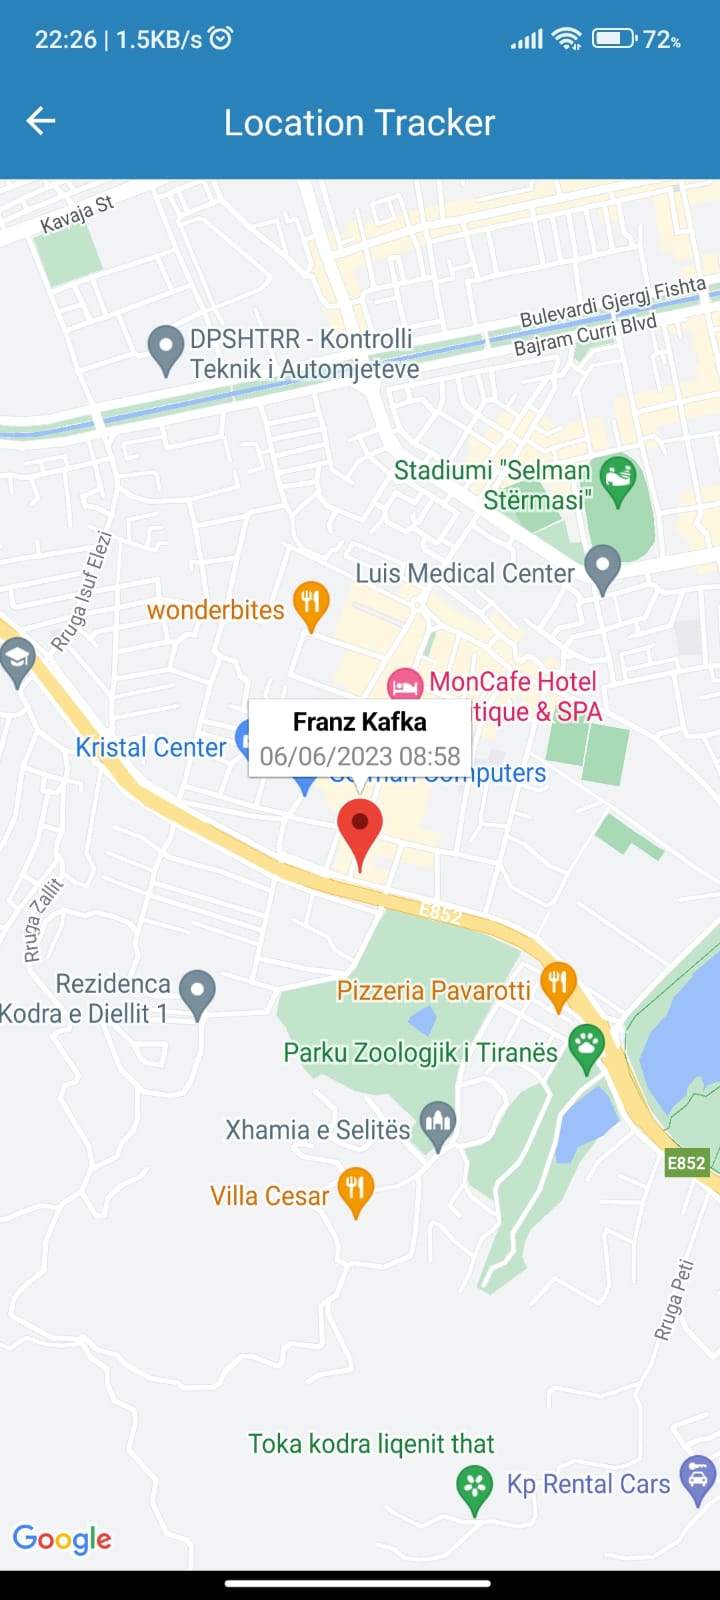 22:26 | 1.5KB/s
72%
Location Tracker
Kavaja St
Bulevardi Gjergj Fishta
Bajram Curri Blvd
DPSHTRR - Kontrolli
Teknik i Automjeteve
Stadiumi "Selman
Stërmasi"
Rruga Isuf Elezi
Luis Medical Center
wonderbites
MonCafe Hotel
tique & SPA
Franz Kafka
06/06/2023 08:58
Kristal Center
Rruga Zallit
E852
Rezidenca
Kodra e Diellit 1
Pizzeria Pavarotti
Parku Zoologjik i Tiranës
Xhamia e Selitës
E852
Villa Cesar
Rruga Peti
Toka kodra liqenit that
Kp Rental Cars
Google